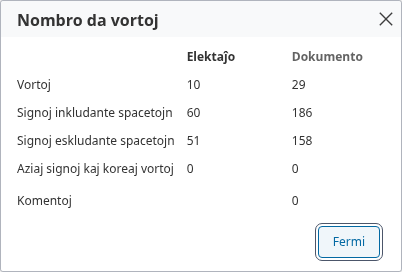 Nombro da vortoj
Elektaĵo Dokumento
Vortoj 10 29
Signoj inkludante spacetojn 60 186
Signoj eskludante spacetojn 51 158
Aziaj signoj kaj koreaj vortoj 0 0
Komentoj 0
Fermi